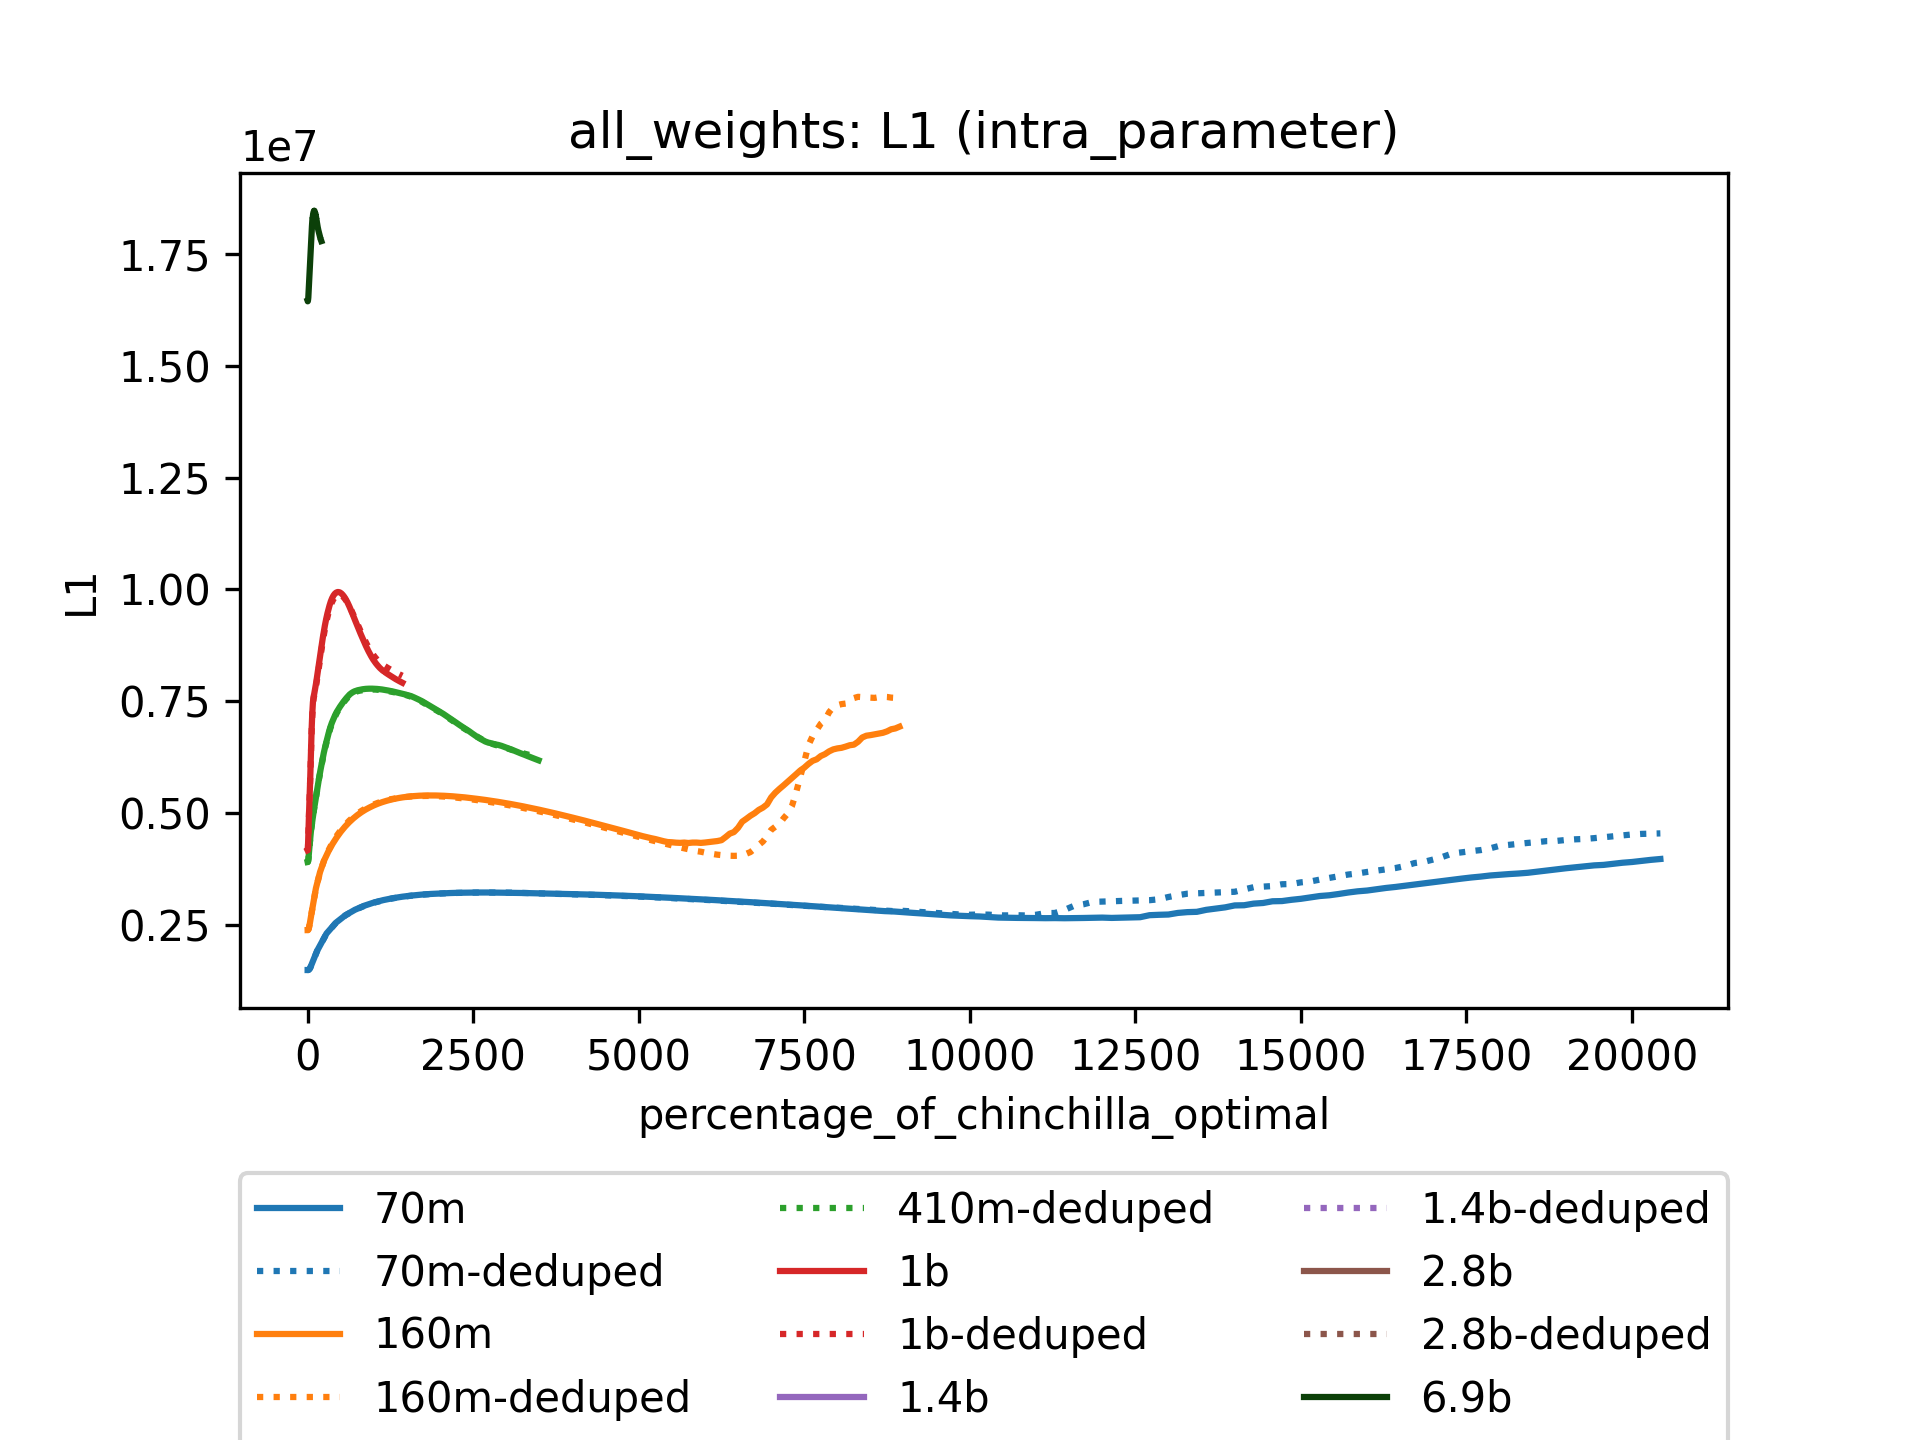 all_weights: L1 (intra_parameter)
1e7
1.75
1.50
1.25
1.00
0.75
0.50
0.25
L1
0 2500 5000 7500 10000 12500 15000 17500 20000
percentage_of_chinchilla_optimal
70m
70m-deduped
160m
160m-deduped
410m-deduped
1b
1b-deduped
1.4b
1.4b-deduped
2.8b
2.8b-deduped
6.9b